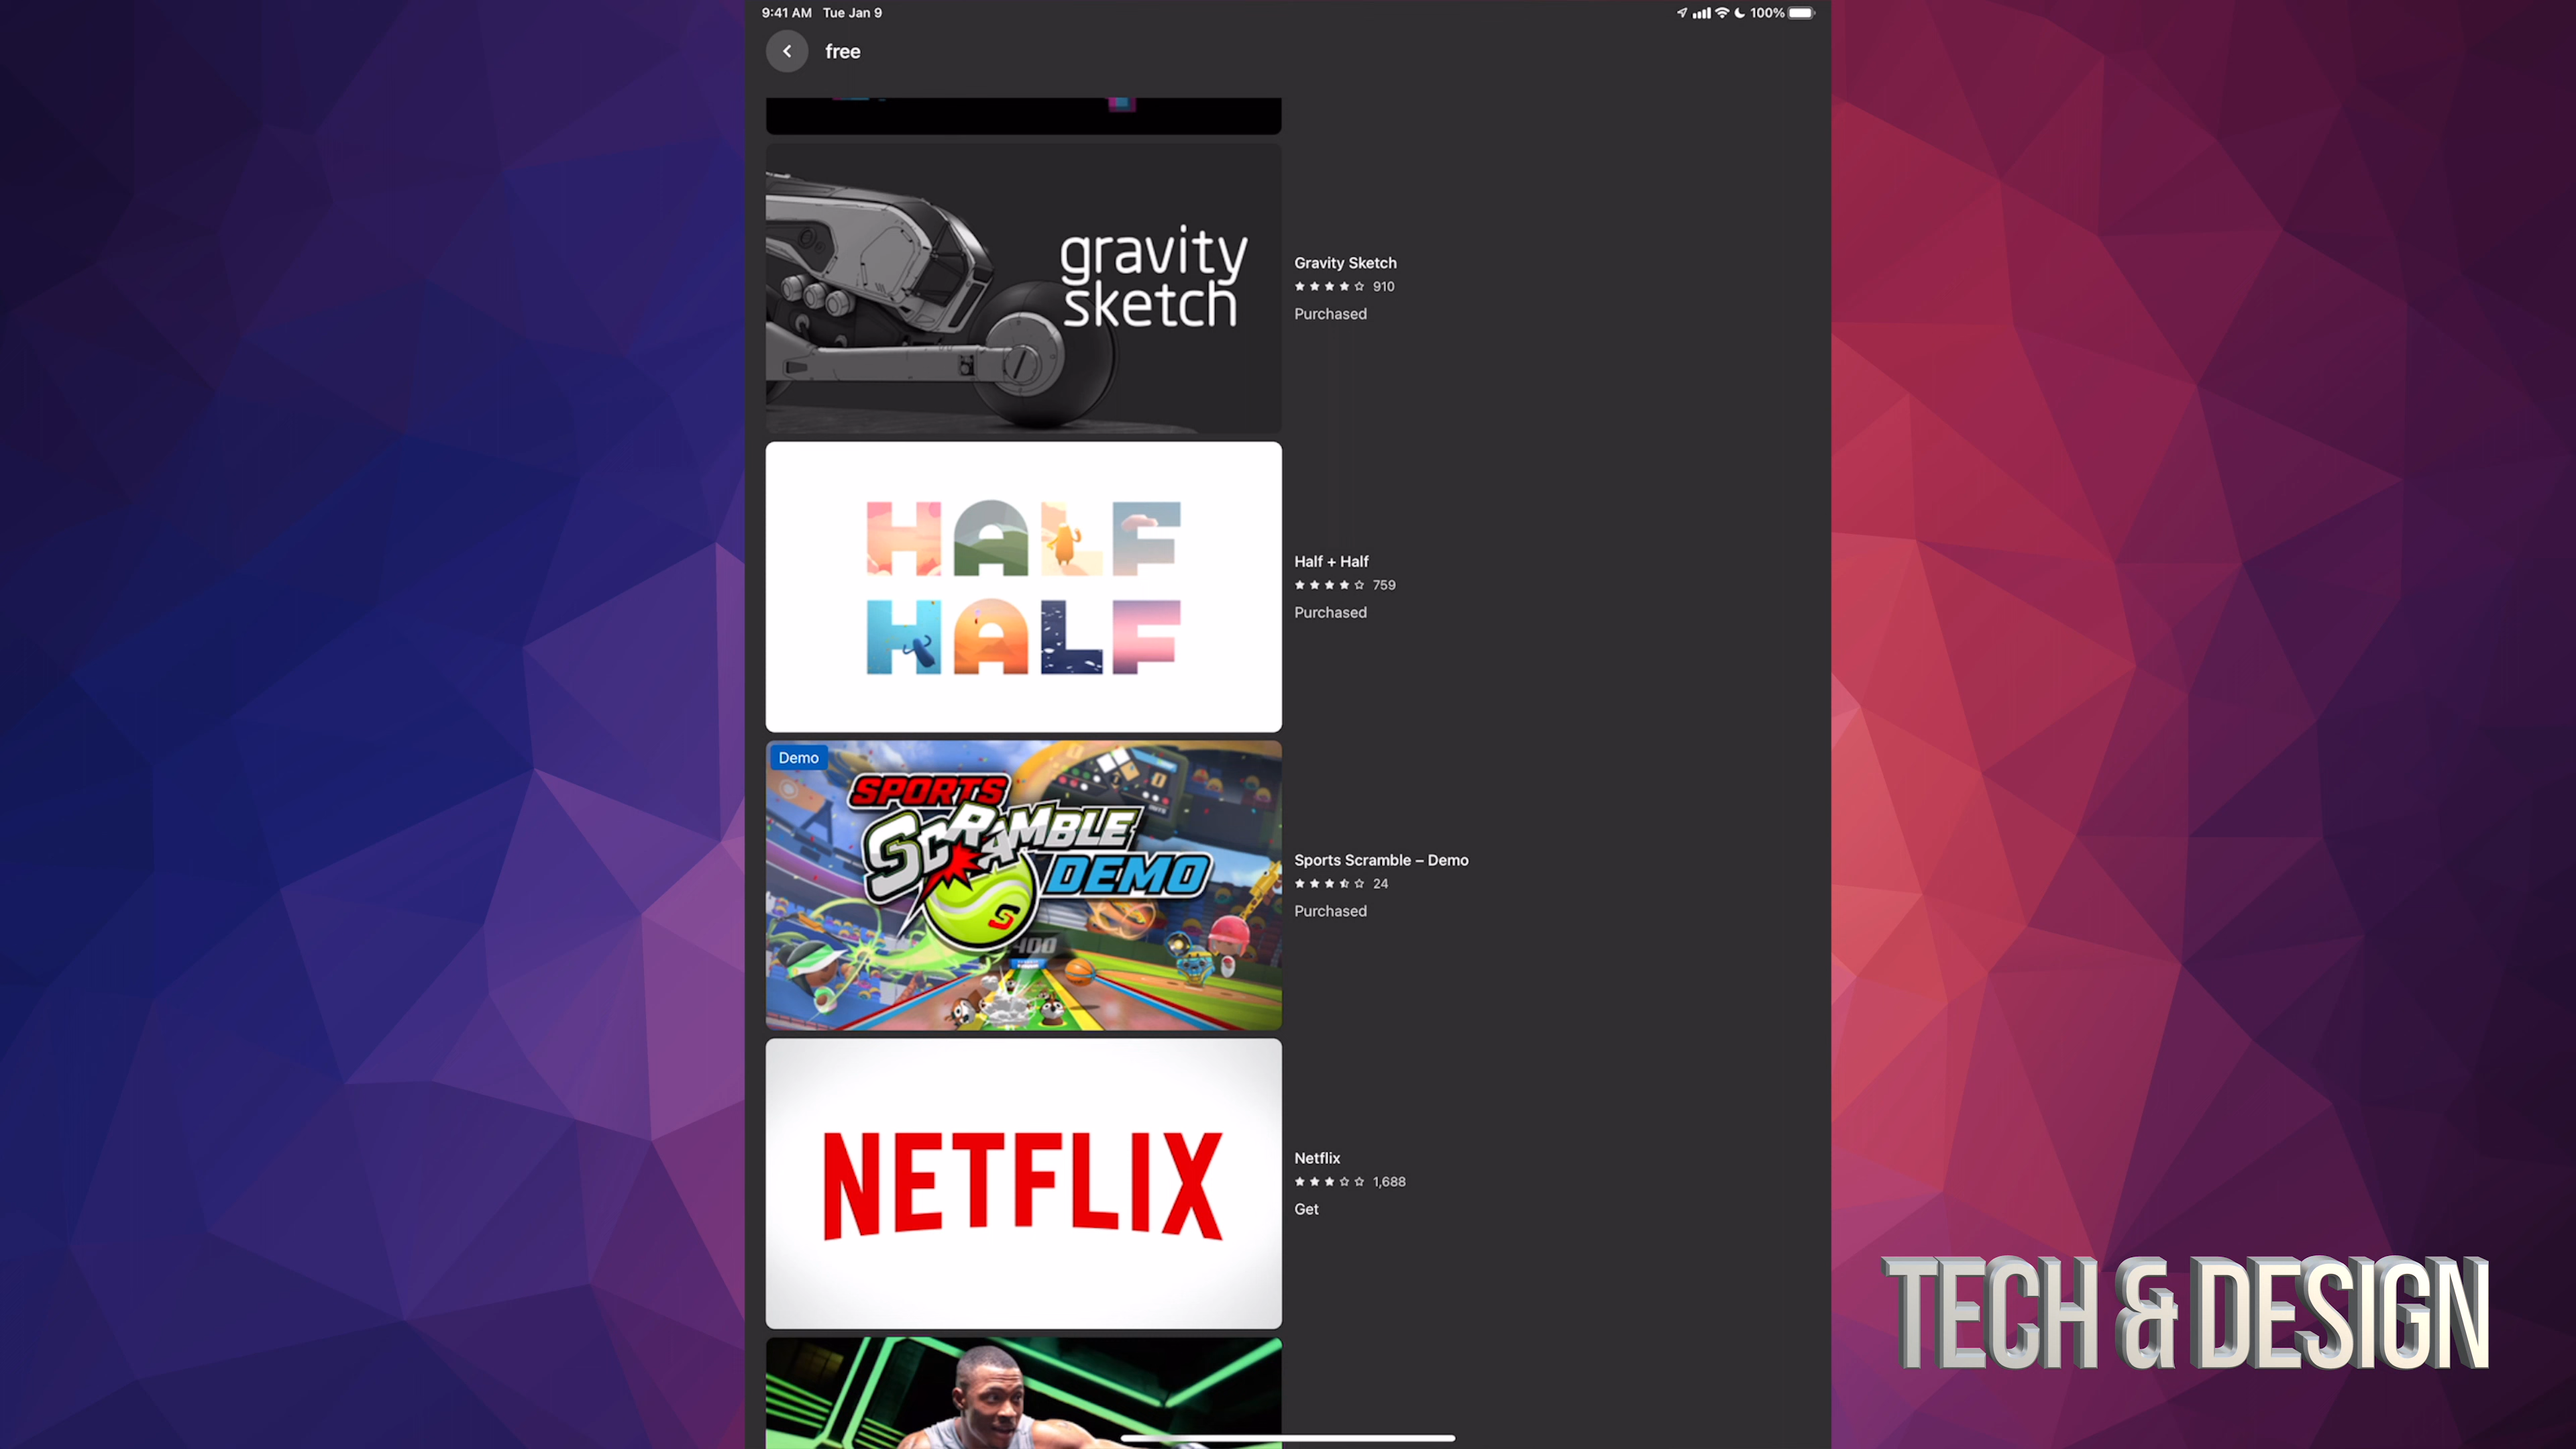 9:41 AM Tue Jan 9
100%
free
gravity
sketch
Gravity Sketch
910
Purchased
HALF
HALF
Half + Half
759
Purchased
Demo
SPORTS
SCRAMBLE
DEMO
S
400
Sports Scramble – Demo
24
Purchased
NETFLIX
Netflix
1,688
Get
TECH & DESIGN